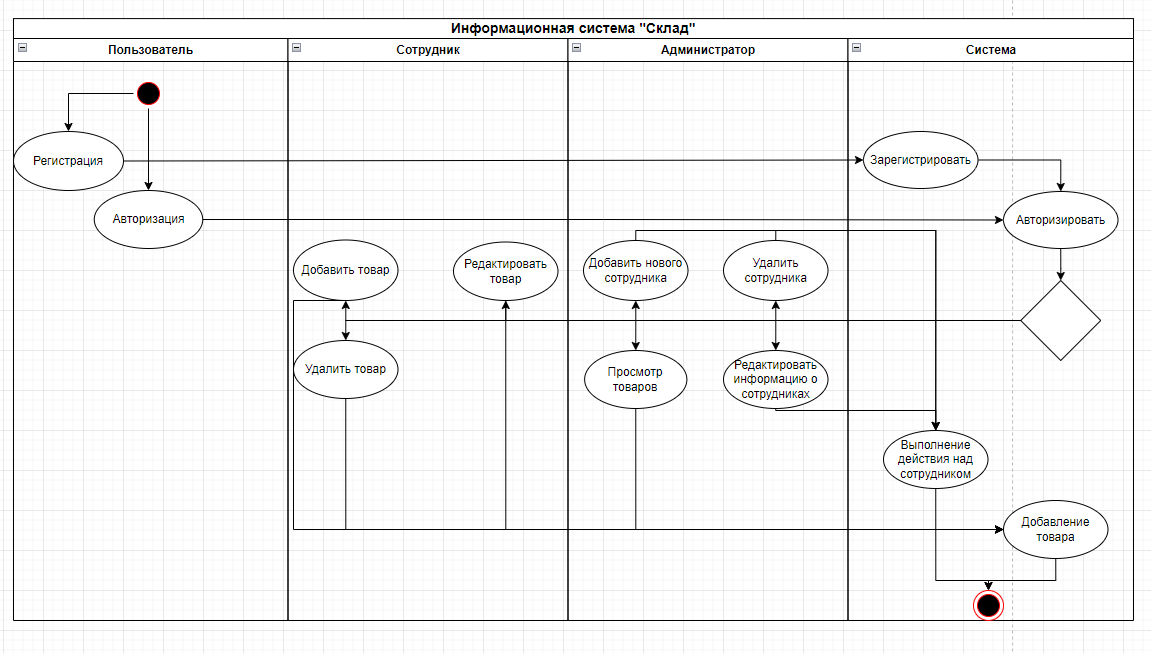 Информационная система "Склад"
Пользователь
Сотрудник
Администратор
Система
Регистрация
Зарегистрировать
Авторизация
Авторизировать
Добавить товар
Редактировать
товар
Добавить нового
сотрудника
Удалить
сотрудника
Удалить товар
Просмотр
товаров
Редактировать
информацию о
сотрудниках
Выполнение
действия над
сотрудником
Добавление
товара